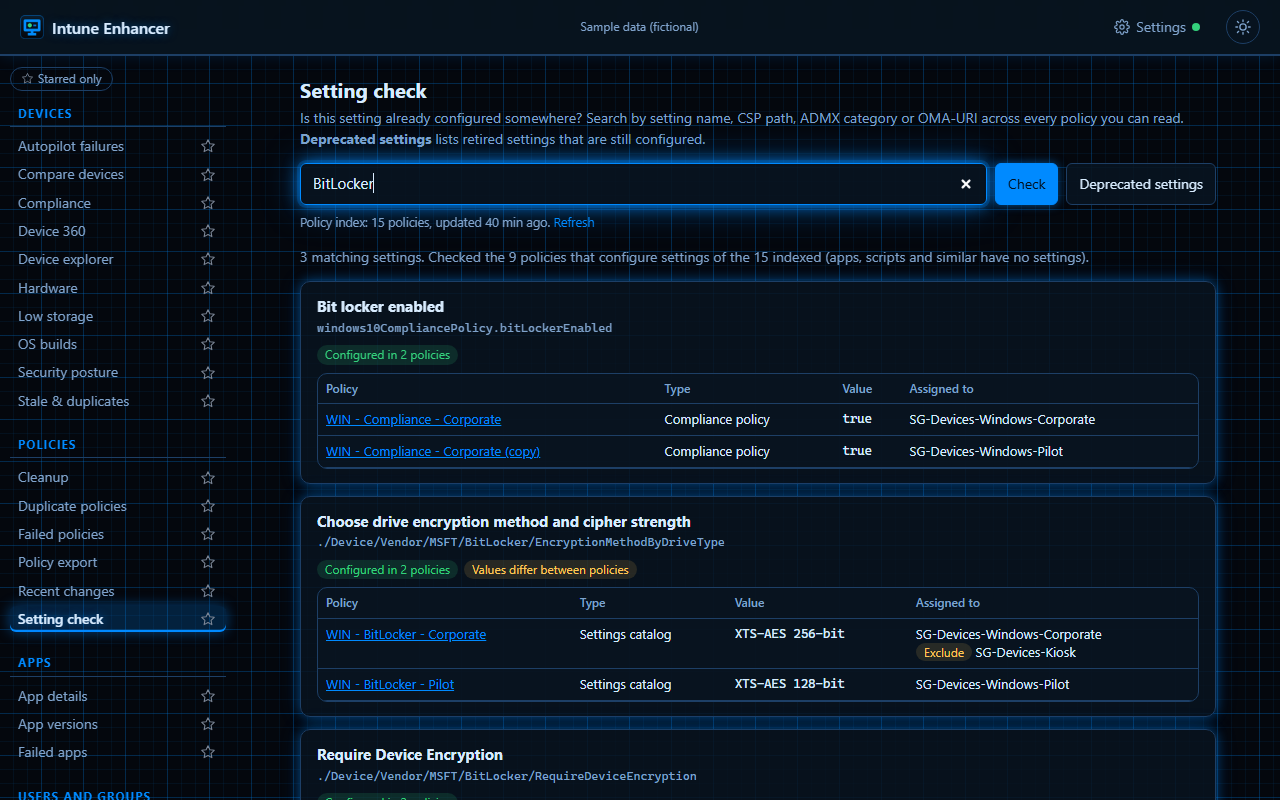 Intune Enhancer
Sample data (fictional)
Settings
Starred only
DEVICES
Autopilot failures
Compare devices
Compliance
Device 360
Device explorer
Hardware
Low storage
OS builds
Security posture
Stale & duplicates
POLICIES
Cleanup
Duplicate policies
Failed policies
Policy export
Recent changes
Setting check
APPS
App details
App versions
Failed apps
USERS AND GROUPS
Setting check
Is this setting already configured somewhere? Search by setting name, CSP path, ADMX category or OMA-URI across every policy you can read.
Deprecated settings lists retired settings that are still configured.
BitLocker
Check
Deprecated settings
Policy index: 15 policies, updated 40 min ago. Refresh
3 matching settings. Checked the 9 policies that configure settings of the 15 indexed (apps, scripts and similar have no settings).
Bit locker enabled
windows10CompliancePolicy.bitLockerEnabled
Configured in 2 policies
Policy Type Value Assigned to
WIN - Compliance - Corporate Compliance policy true SG-Devices-Windows-Corporate
WIN - Compliance - Corporate (copy) Compliance policy true SG-Devices-Windows-Pilot
Choose drive encryption method and cipher strength
./Device/Vendor/MSFT/BitLocker/EncryptionMethodByDriveType
Configured in 2 policies Values differ between policies
Policy Type Value Assigned to
WIN - BitLocker - Corporate Settings catalog XTS-AES 256-bit SG-Devices-Windows-Corporate
Exclude SG-Devices-Kiosk
WIN - BitLocker - Pilot Settings catalog XTS-AES 128-bit SG-Devices-Windows-Pilot
Require Device Encryption
./Device/Vendor/MSFT/BitLocker/RequireDeviceEncryption